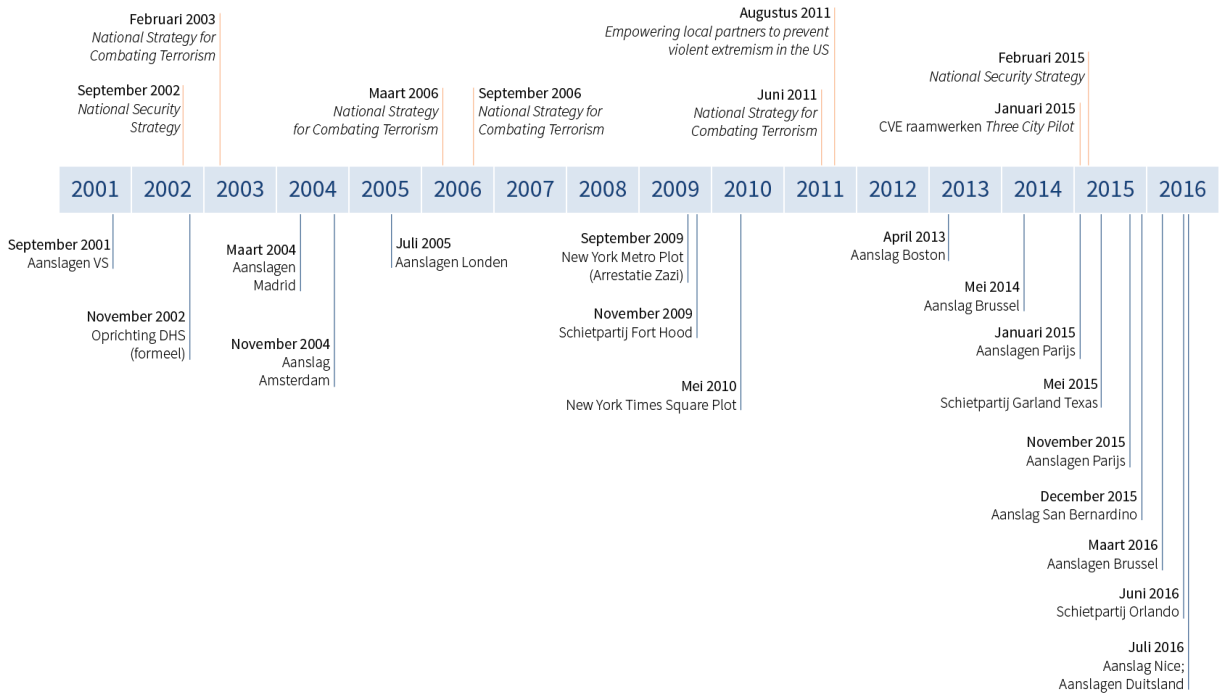 Februari 2003
National Strategy for
Combating Terrorism
September 2002
National Security
Strategy
Maart 2006
National Strategy
for Combating Terrorism
September 2006
National Strategy for
Combating Terrorism
Augustus 2011
Empowering local partners to prevent
violent extremism in the US
Juni 2011
National Strategy for
Combating Terrorism
Februari 2015
National Security Strategy
Januari 2015
CVE raamwerken Three City Pilot
2001 2002 2003 2004 2005 2006 2007 2008 2009 2010 2011 2012 2013 2014 2015 2016
September 2001
Aanslagen VS
November 2002
Oprichting DHS
(formeel)
Maart 2004
Aanslagen
Madrid
November 2004
Aanslag
Amsterdam
Juli 2005
Aanslagen Londen
September 2009
New York Metro Plot
(Arrestatie Zazi)
November 2009
Schietpartij Fort Hood
Mei 2010
New York Times Square Plot
April 2013
Aanslag Boston
Mei 2014
Aanslag Brussel
Januari 2015
Aanslagen Parijs
Mei 2015
Schietpartij Garland Texas
November 2015
Aanslagen Parijs
December 2015
Aanslag San Bernardino
Maart 2016
Aanslagen Brussel
Juni 2016
Schietpartij Orlando
Juli 2016
Aanslag Nice;
Aanslagen Duitsland